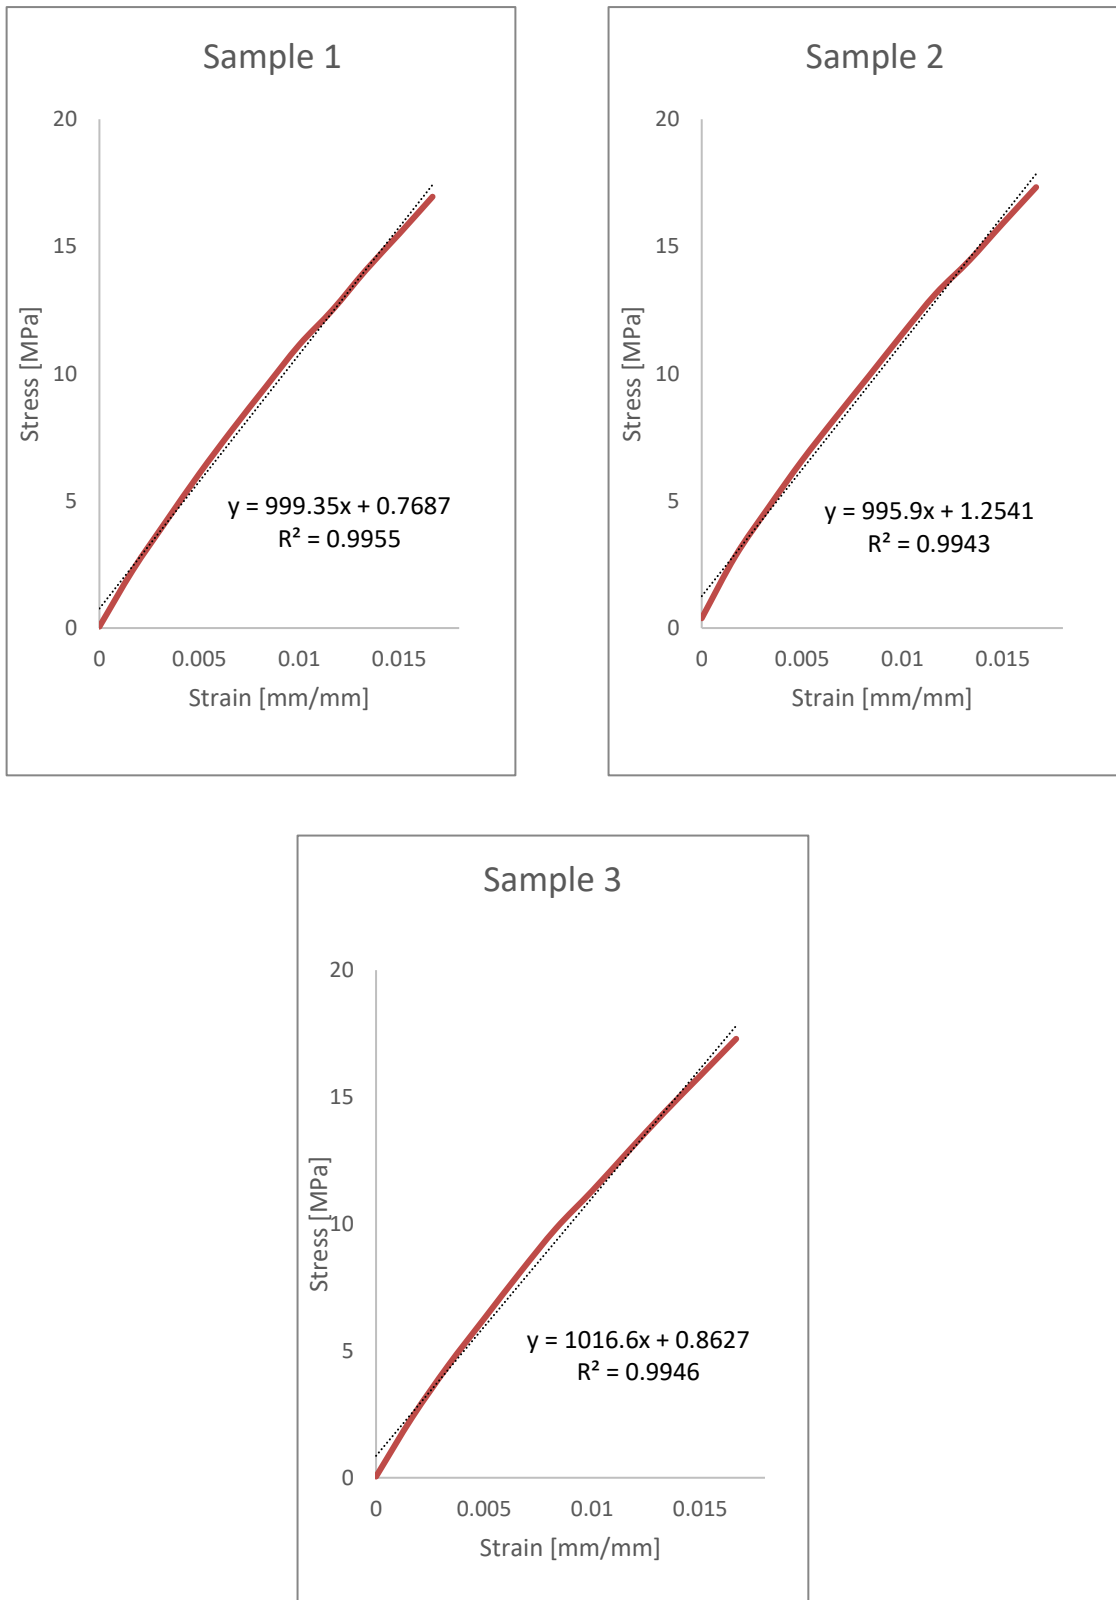 Sample 1
20
15
10
5
0
Stress [MPa]
y = 999.35x + 0.7687
R² = 0.9955
0 0.005 0.01 0.015
Strain [mm/mm]
Sample 2
20
15
10
5
0
Stress [MPa]
y = 995.9x + 1.2541
R² = 0.9943
0 0.005 0.01 0.015
Strain [mm/mm]
Sample 3
20
15
10
5
0
Stress [MPa]
y = 1016.6x + 0.8627
R² = 0.9946
0 0.005 0.01 0.015
Strain [mm/mm]